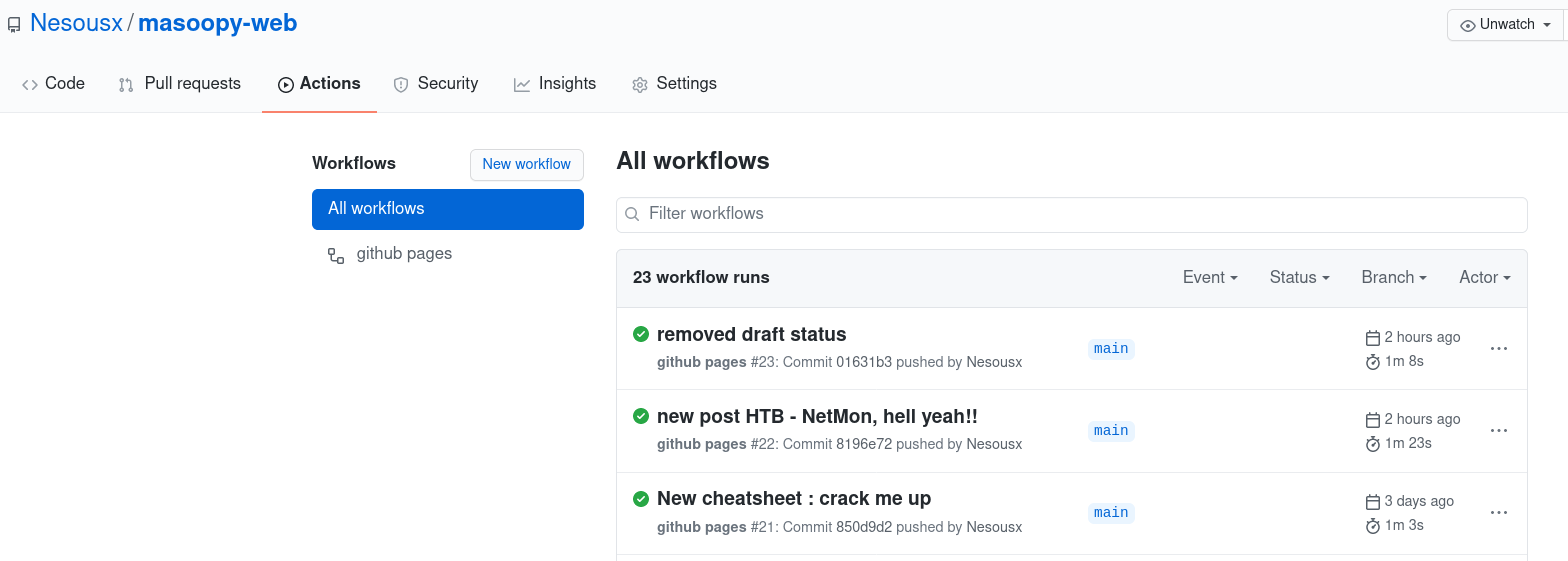 Nesousx / masoopy-web
Unwatch
Code Pull requests Actions Security Insights Settings
Workflows
New workflow
All workflows
github pages
All workflows
Filter workflows
23 workflow runs Event Status Branch Actor
removed draft status
github pages #23: Commit 01631b3 pushed by Nesousx
main
2 hours ago
1m 8s
new post HTB - NetMon, hell yeah!!
github pages #22: Commit 8196e72 pushed by Nesousx
main
2 hours ago
1m 23s
New cheatsheet : crack me up
github pages #21: Commit 850d9d2 pushed by Nesousx
main
3 days ago
1m 3s